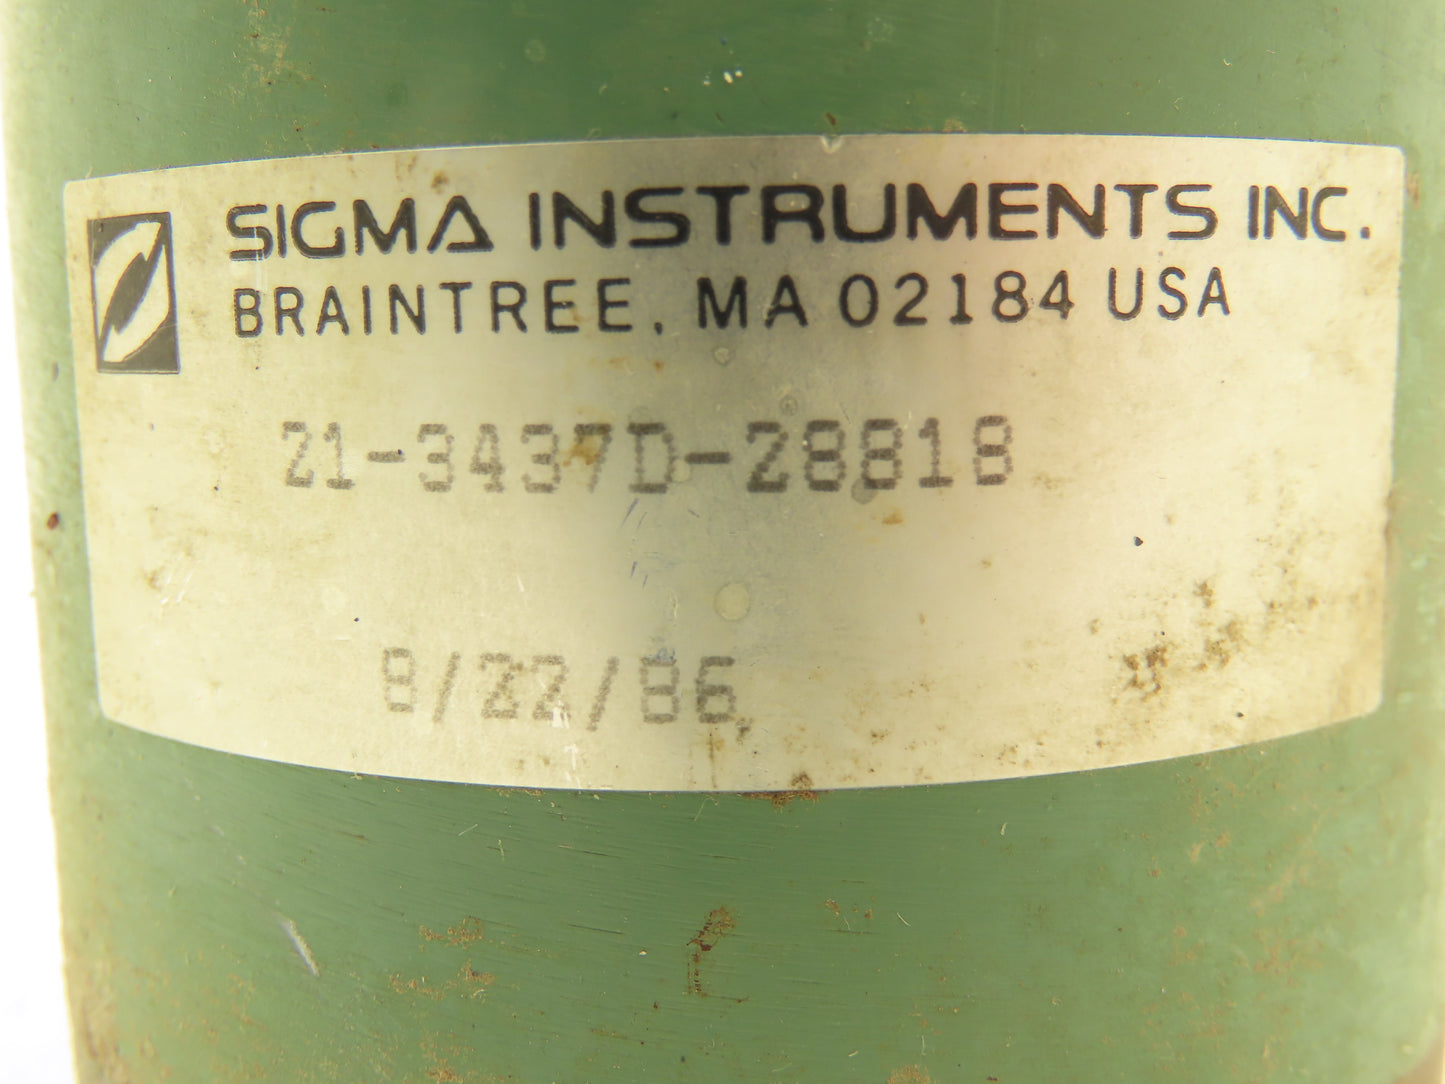 SIGMA INSTRUMENTS INC.
BRAINTREE, MA 02184 USA
21-3437D-28818
8/22/86